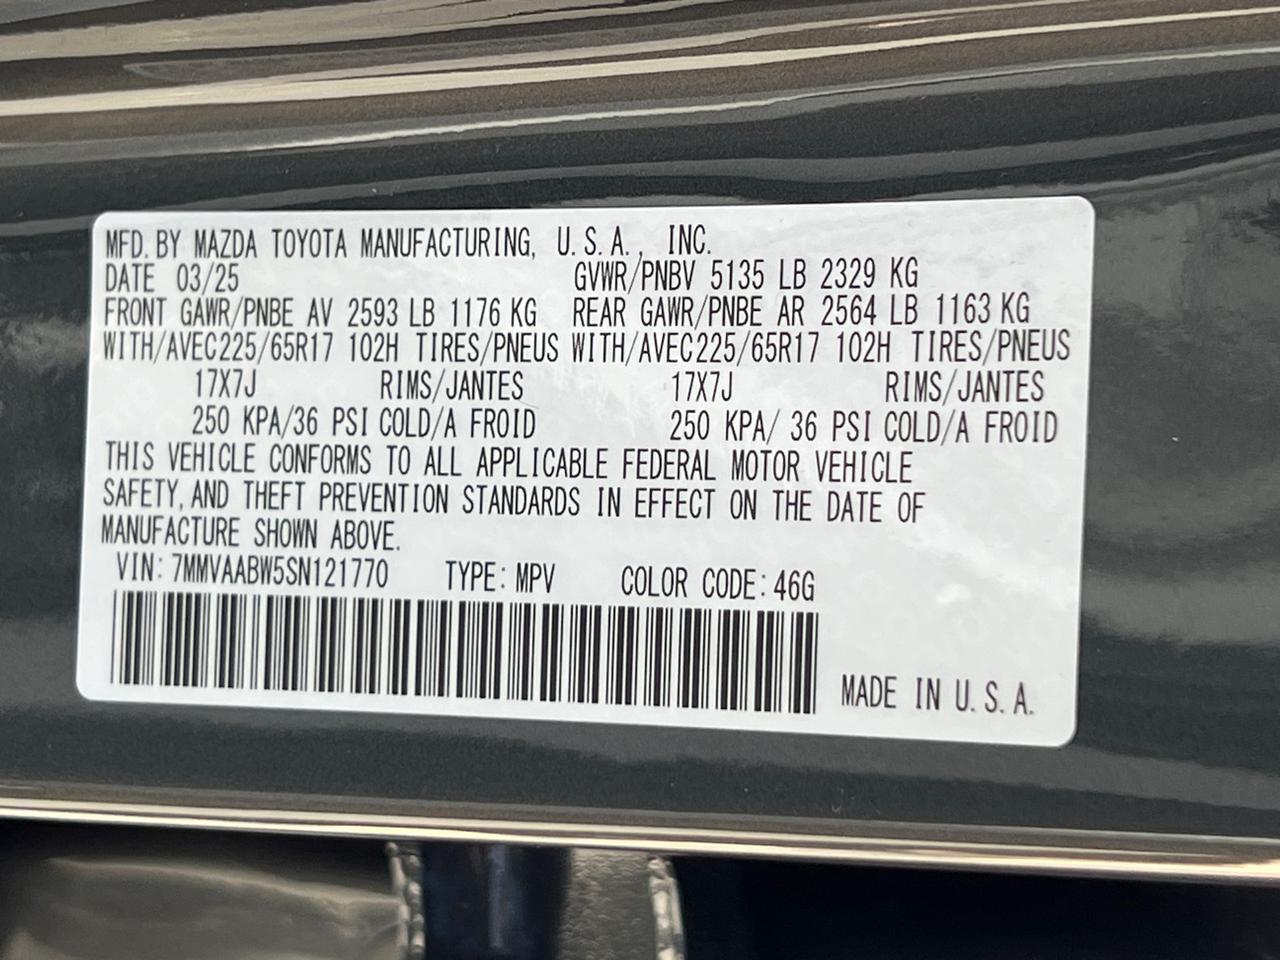 MFD. BY MAZDA TOYOTA MANUFACTURING, U.S.A., INC.
DATE 03/25 GVWR/PNBV 5135 LB 2329 KG
FRONT GAWR/PNBE AV 2593 LB 1176 KG REAR GAWR/PNBE AR 2564 LB 1163 KG
WITH/AVEC225/65R17 102H TIRES/PNEUS WITH/AVEC225/65R17 102H TIRES/PNEUS
17X7J RIMS/JANTES 17X7J RIMS/JANTES
250 KPA/36 PSI COLD/A FROID 250 KPA/ 36 PSI COLD/A FROID
THIS VEHICLE CONFORMS TO ALL APPLICABLE FEDERAL MOTOR VEHICLE
SAFETY, AND THEFT PREVENTION STANDARDS IN EFFECT ON THE DATE OF
MANUFACTURE SHOWN ABOVE.
VIN: 7MMVAABW5SN121770 TYPE: MPV COLOR CODE: 46G
MADE IN U.S.A.